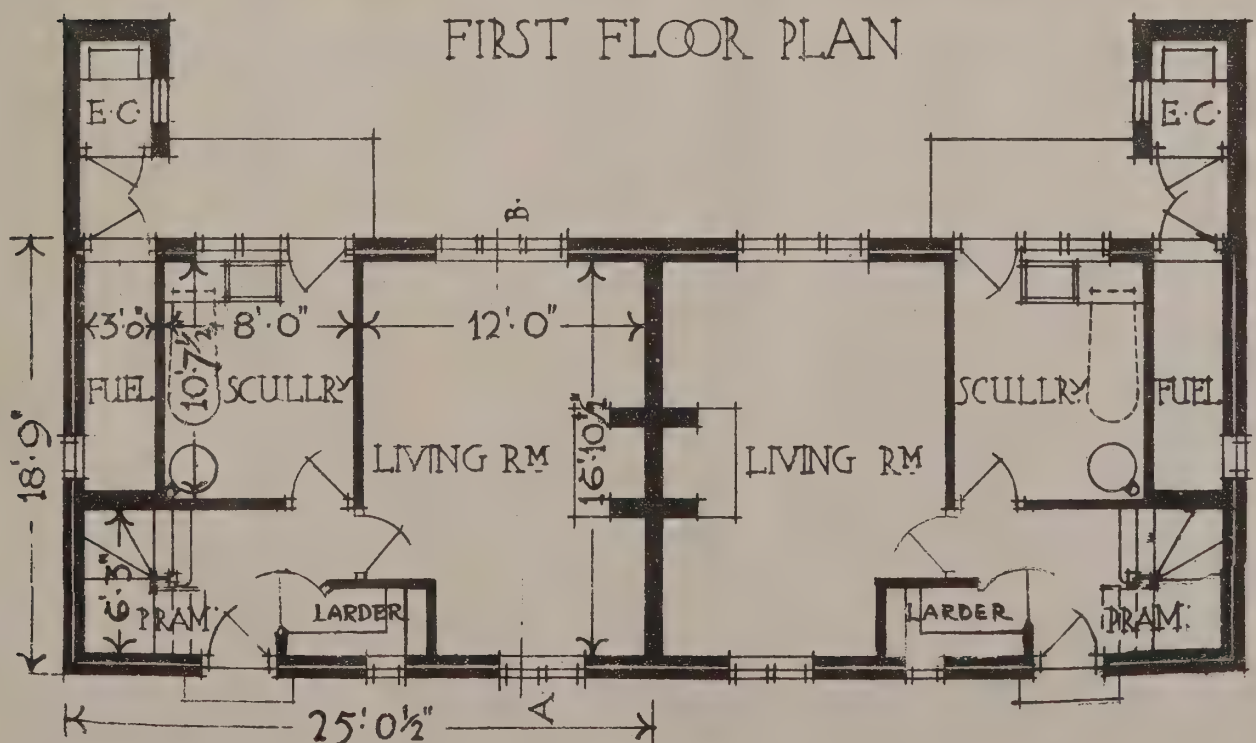 FIRST FLOOR PLAN
E.C.
E.C.
B.
3'.0" 8'.0" 12'.0"
10'.7½"
FUEL SCULLRY
SCULLRY FUEL
18'.9"
LIVING RM
16'.10½"
LIVING RM
6'.3"
PRAM.
LARDER
LARDER
PRAM.
A
25'.0½"